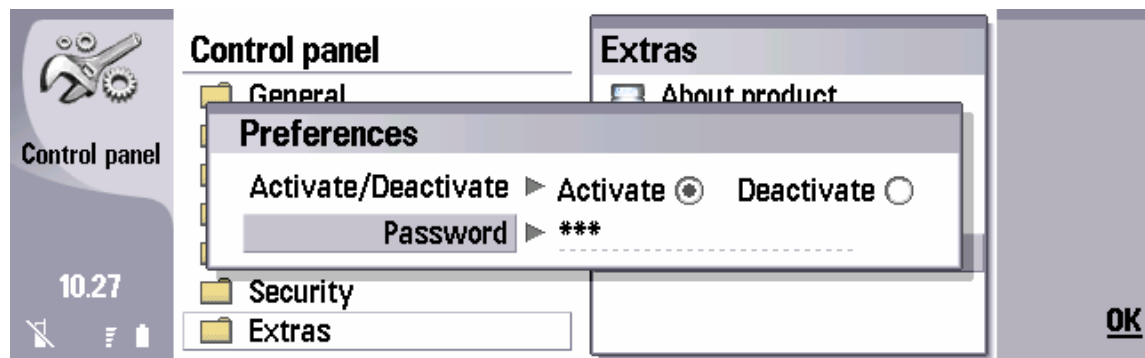 Control panel
10.27
Control panel
General
Security
Extras
Extras
About product
Preferences
Activate/Deactivate Activate Deactivate
Password ***
OK